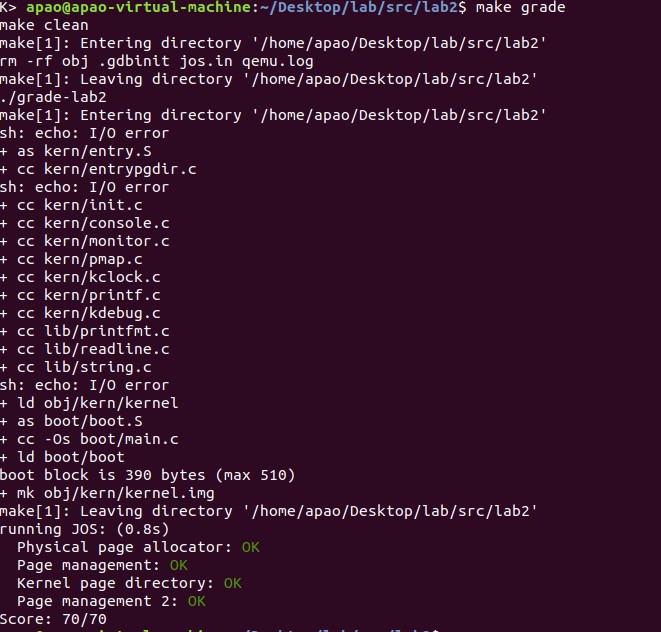 K> apao@apao-virtual-machine:~/Desktop/lab/src/lab2$ make grade
make clean
make[1]: Entering directory '/home/apao/Desktop/lab/src/lab2'
rm -rf obj .gdbinit jos.in qemu.log
make[1]: Leaving directory '/home/apao/Desktop/lab/src/lab2'
./grade-lab2
make[1]: Entering directory '/home/apao/Desktop/lab/src/lab2'
sh: echo: I/O error
+ as kern/entry.S
+ cc kern/entrypgdir.c
sh: echo: I/O error
+ cc kern/init.c
+ cc kern/console.c
+ cc kern/monitor.c
+ cc kern/pmap.c
+ cc kern/kclock.c
+ cc kern/printf.c
+ cc kern/kdebug.c
+ cc lib/printfmt.c
+ cc lib/readline.c
+ cc lib/string.c
sh: echo: I/O error
+ ld obj/kern/kernel
+ as boot/boot.S
+ cc -Os boot/main.c
+ ld boot/boot
boot block is 390 bytes (max 510)
+ mk obj/kern/kernel.img
make[1]: Leaving directory '/home/apao/Desktop/lab/src/lab2'
running JOS: (0.8s)
  Physical page allocator: OK
  Page management: OK
  Kernel page directory: OK
  Page management 2: OK
Score: 70/70